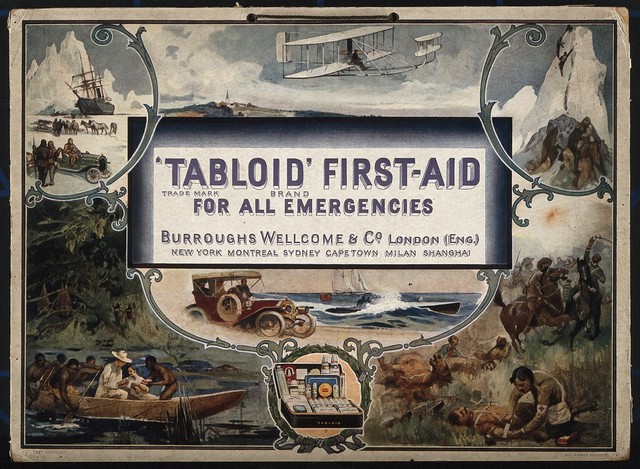 'TABLOID' FIRST-AID
TRADE MARK BRAND
FOR ALL EMERGENCIES
BURROUGHS WELLCOME & Co LONDON (ENG.)
NEW YORK MONTREAL SYDNEY CAPETOWN MILAN SHANGHAI
TABLOID